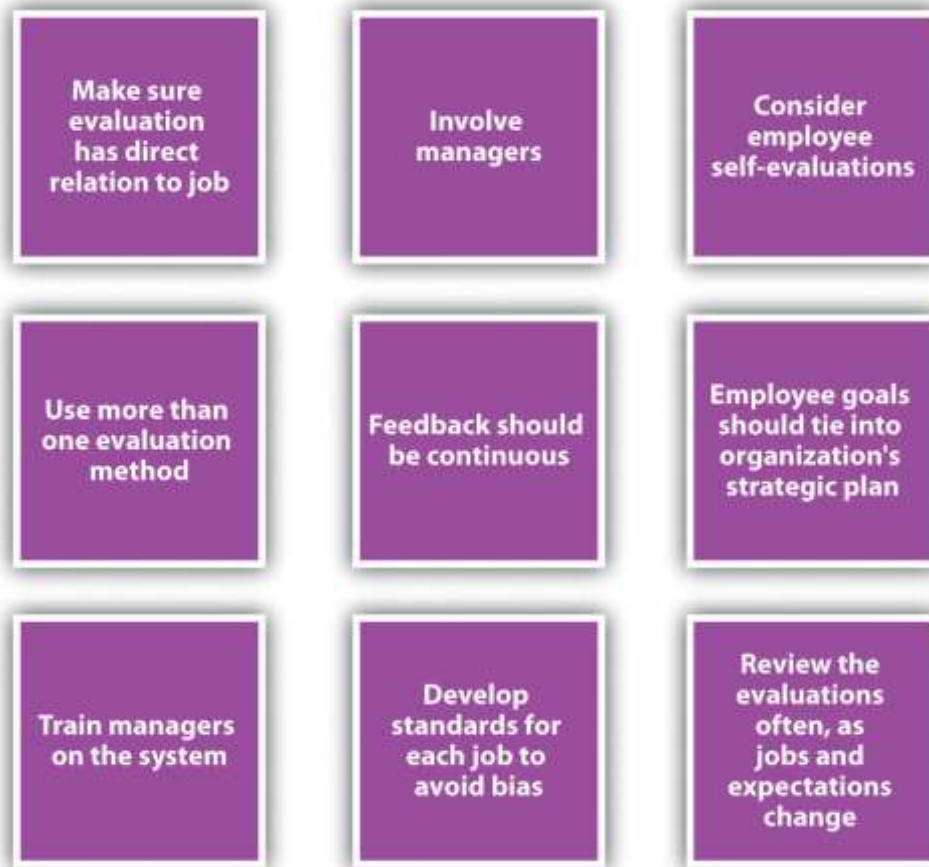 Make sure
evaluation
has direct
relation to job
Involve
managers
Consider
employee
self-evaluations
Use more than
one evaluation
method
Feedback should
be continuous
Employee goals
should tie into
organization's
strategic plan
Train managers
on the system
Develop
standards for
each job to
avoid bias
Review the
evaluations
often, as
jobs and
expectations
change